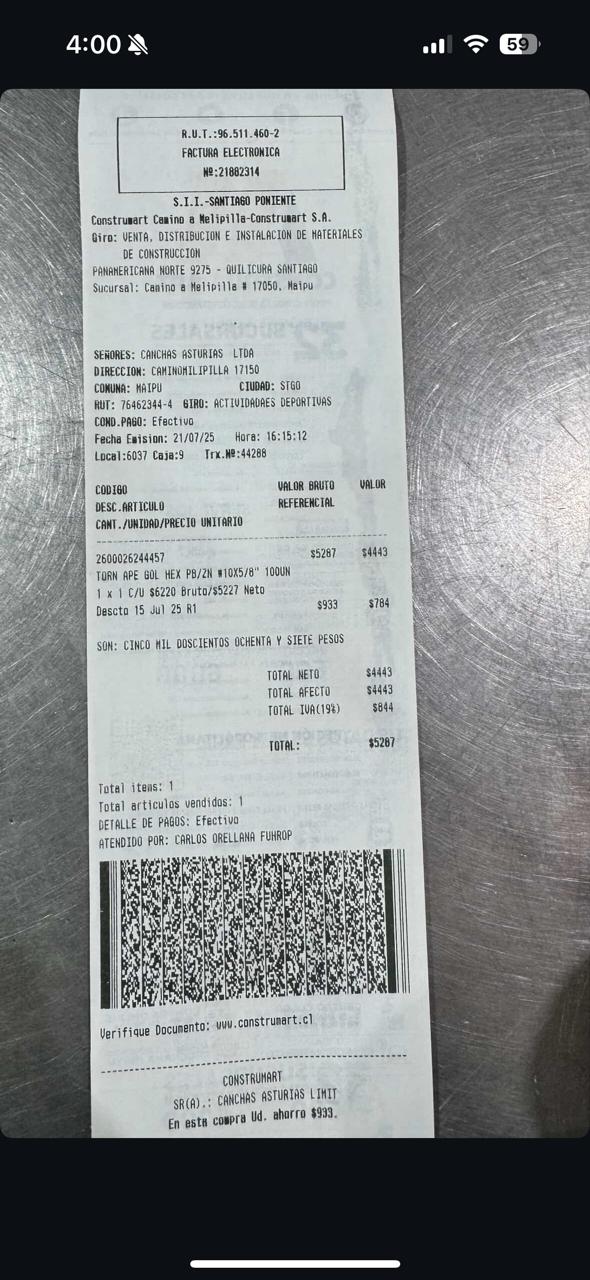 4:00
59
R.U.T.:96.511.460-2
FACTURA ELECTRONICA
Nº:21882314
S.I.I.-SANTIAGO PONIENTE
Construmart Camino a Melipilla-Construmart S.A.
Giro: VENTA, DISTRIBUCION E INSTALACION DE MATERIALES
DE CONSTRUCCION
PANAMERICANA NORTE 9275 - QUILICURA SANTIAGO
Sucursal: Camino a Melipilla # 17050, Maipu
SEÑORES: CANCHAS ASTURIAS LTDA
DIRECCION: CAMINOMILIPILLA 17150
COMUNA: MAIPU CIUDAD: STGO
RUT: 76462344-4 GIRO: ACTIVIDADAES DEPORTIVAS
COND.PAGO: Efectivo
Fecha Emision: 21/07/25 Hora: 16:15:12
Local:6037 Caja:9 Trx.Nº:44288
CODIGO VALOR BRUTO VALOR
DESC.ARTICULO REFERENCIAL
CANT./UNIDAD/PRECIO UNITARIO
2600026244457 $5287 $4443
TORN APE GOL HEX PB/ZN #10X5/8" 100UN
1 x 1 C/U $6220 Bruto/$5227 Neto
Descto 15 Jul 25 R1 $933 $784
SON: CINCO MIL DOSCIENTOS OCHENTA Y SIETE PESOS
TOTAL NETO $4443
TOTAL AFECTO $4443
TOTAL IVA(19%) $844
TOTAL: $5287
Total items: 1
Total articulos vendidos: 1
DETALLE DE PAGOS: Efectivo
ATENDIDO POR: CARLOS ORELLANA FUHROP
Verifique Documento: www.construmart.cl
CONSTRUMART
SR(A).: CANCHAS ASTURIAS LIMIT
En esta compra Ud. ahorro $933.